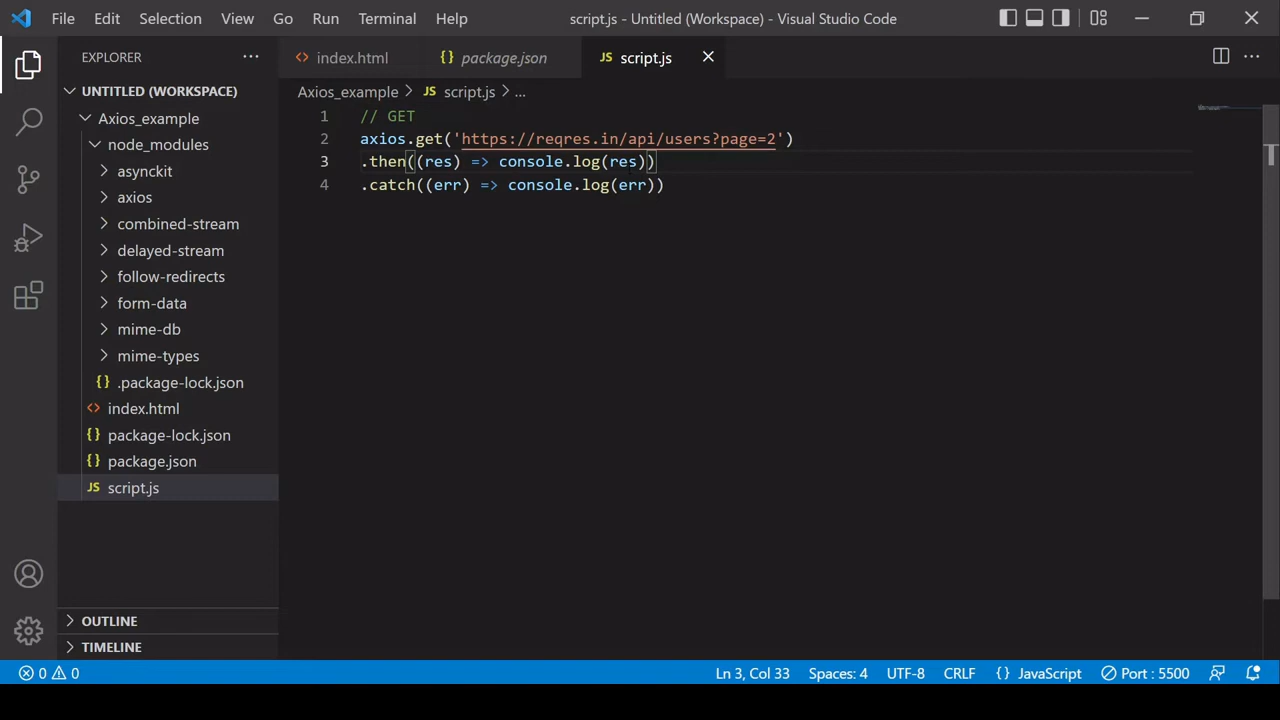 File Edit Selection View Go Run Terminal Help script.js - Untitled (Workspace) - Visual Studio Code
EXPLORER
UNTITLED (WORKSPACE)
Axios_example
node_modules
asynckit
axios
combined-stream
delayed-stream
follow-redirects
form-data
mime-db
mime-types
{} .package-lock.json
<> index.html
{} package-lock.json
{} package.json
JS script.js
OUTLINE
TIMELINE
<> index.html {} package.json JS script.js
Axios_example > JS script.js > ...
1 // GET
2 axios.get('https://reqres.in/api/users?page=2')
3 .then((res) => console.log(res))
4 .catch((err) => console.log(err))
0 0 Ln 3, Col 33 Spaces: 4 UTF-8 CRLF {} JavaScript Port : 5500